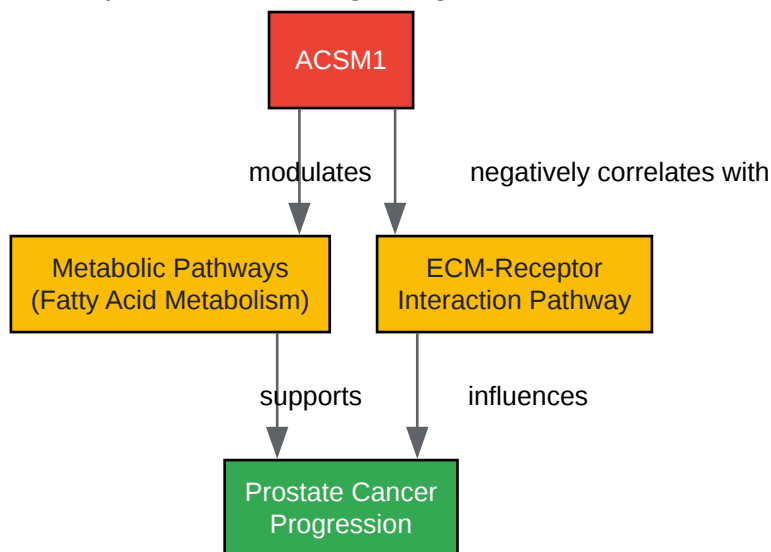 ACSM1
modulates
negatively correlates with
Metabolic Pathways
(Fatty Acid Metabolism)
ECM-Receptor
Interaction Pathway
supports
influences
Prostate Cancer
Progression